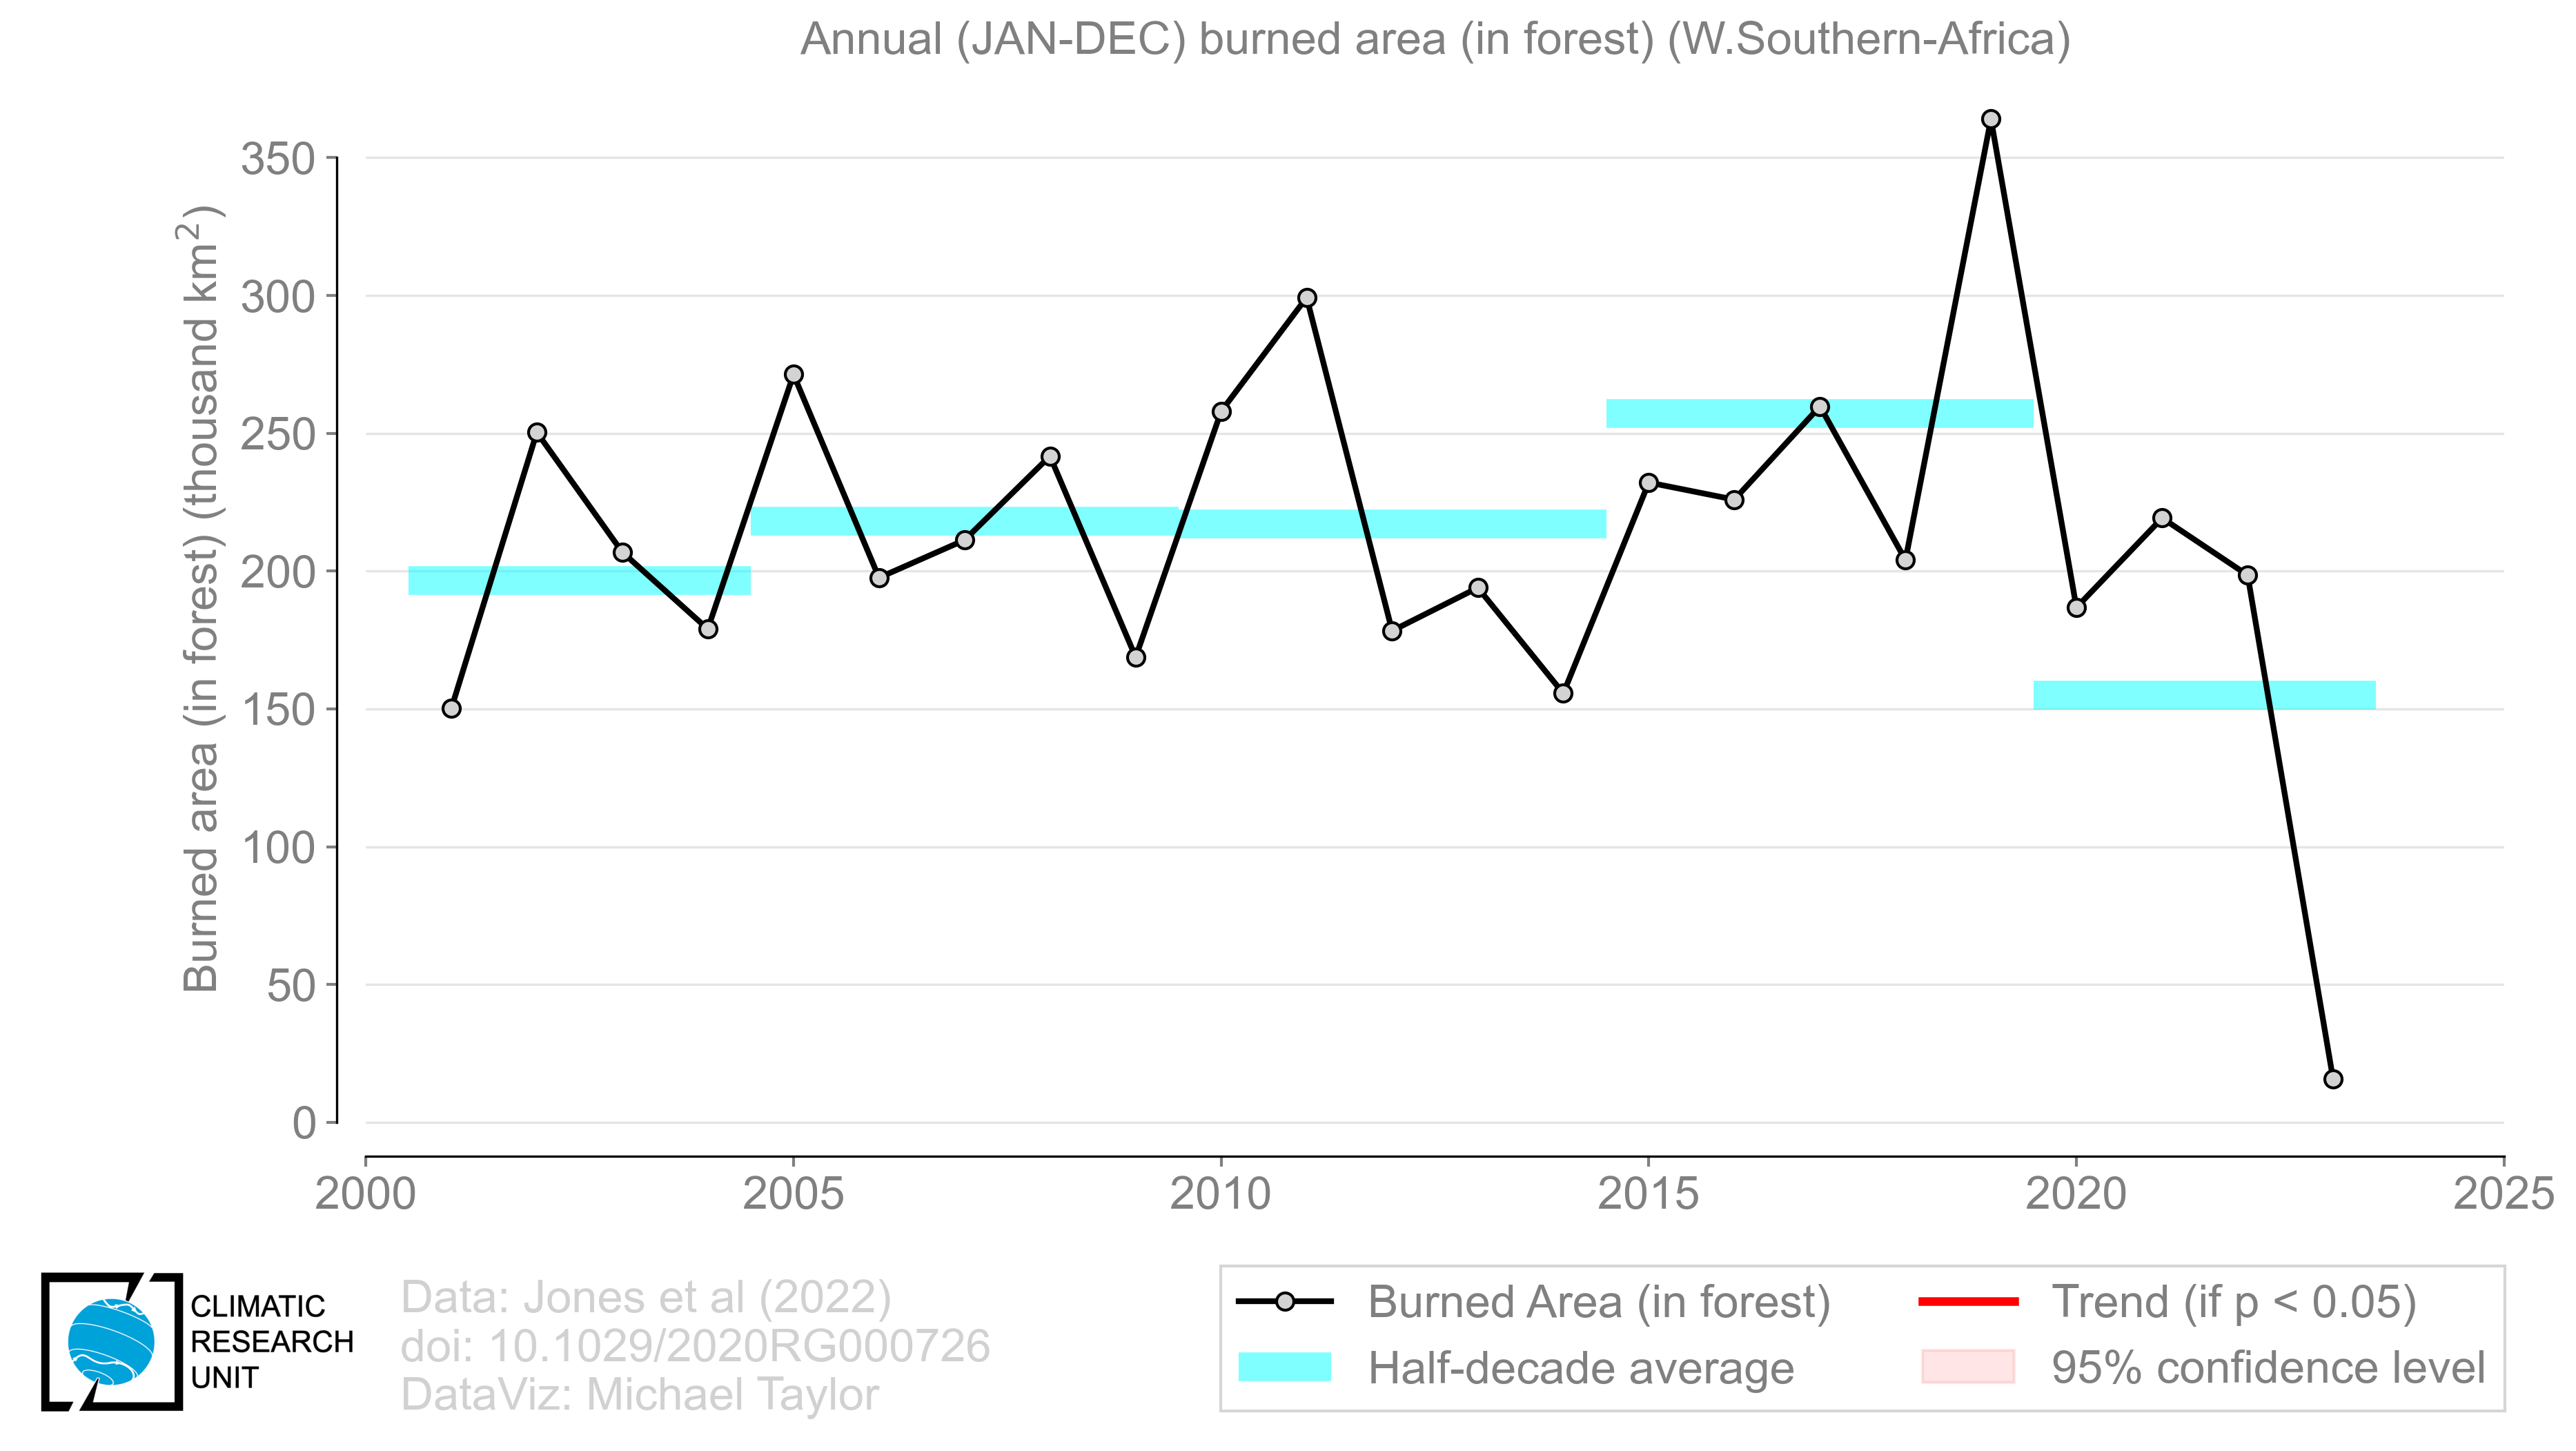 Annual (JAN-DEC) burned area (in forest) (W.Southern-Africa)
Burned area (in forest) (thousand km²)
350
300
250
200
150
100
50
0
2000 2005 2010 2015 2020 2025
CLIMATIC
RESEARCH
UNIT
Data: Jones et al (2022)
doi: 10.1029/2020RG000726
DataViz: Michael Taylor
Burned Area (in forest)
Half-decade average
Trend (if p < 0.05)
95% confidence level